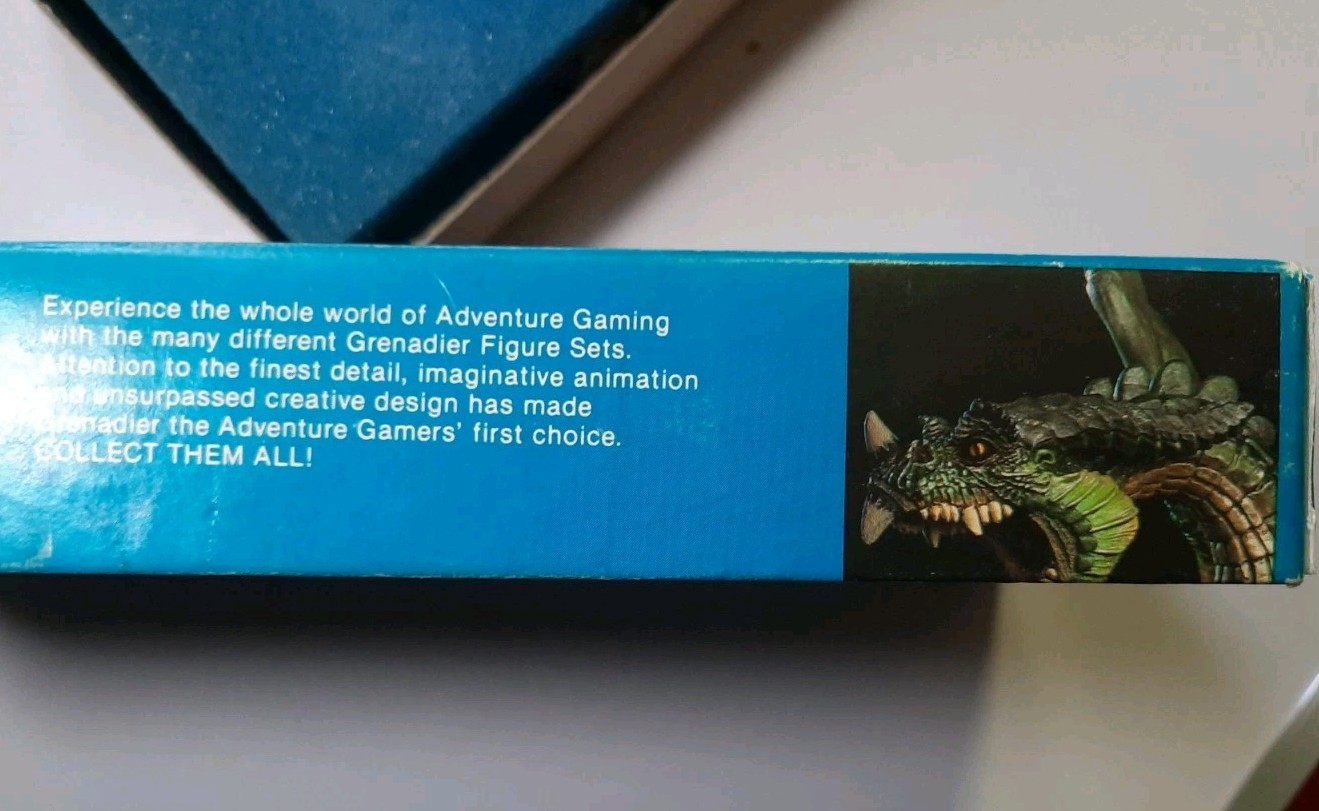 Experience the whole world of Adventure Gaming
with the many different Grenadier Figure Sets.
Attention to the finest detail, imaginative animation
and unsurpassed creative design has made
Grenadier the Adventure Gamers' first choice.
COLLECT THEM ALL!